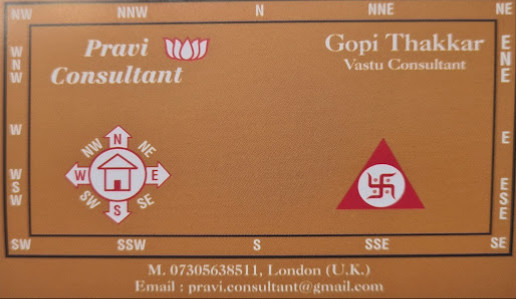 NW NNW N NNE NE
Pravi
Consultant
Gopi Thakkar
Vastu Consultant
WNW
W
WSW
ENE
E
ESE
N
NW NE
W E
SW SE
S
SW SSW S SSE SE
M. 07305638511, London (U.K.)
Email : pravi.consultant@gmail.com